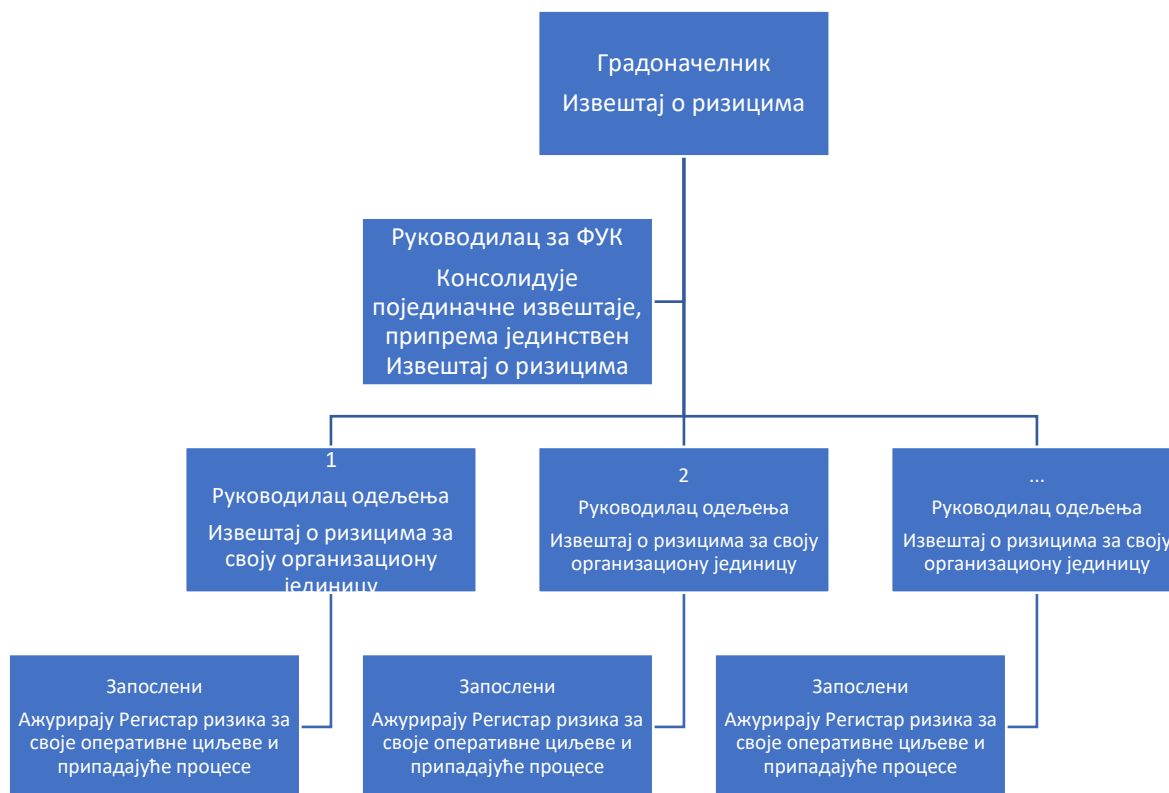 Градоначелник
Извештај о ризицима
Руководилац за ФУК
Консолидује
појединачне извештаје,
припрема јединствен
Извештај о ризицима
1
Руководилац одељења
Извештај о ризицима за
своју организациону
јединицу
2
Руководилац одељења
Извештај о ризицима за своју
организациону јединицу
...
Руководилац одељења
Извештај о ризицима за своју
организациону јединицу
Запослени
Ажурирају Регистар ризика за
своје оперативне циљеве и
припадајуће процесе
Запослени
Ажурирају Регистар ризика за
своје оперативне циљеве и
припадајуће процесе
Запослени
Ажурирају Регистар ризика за
своје оперативне циљеве и
припадајуће процесе